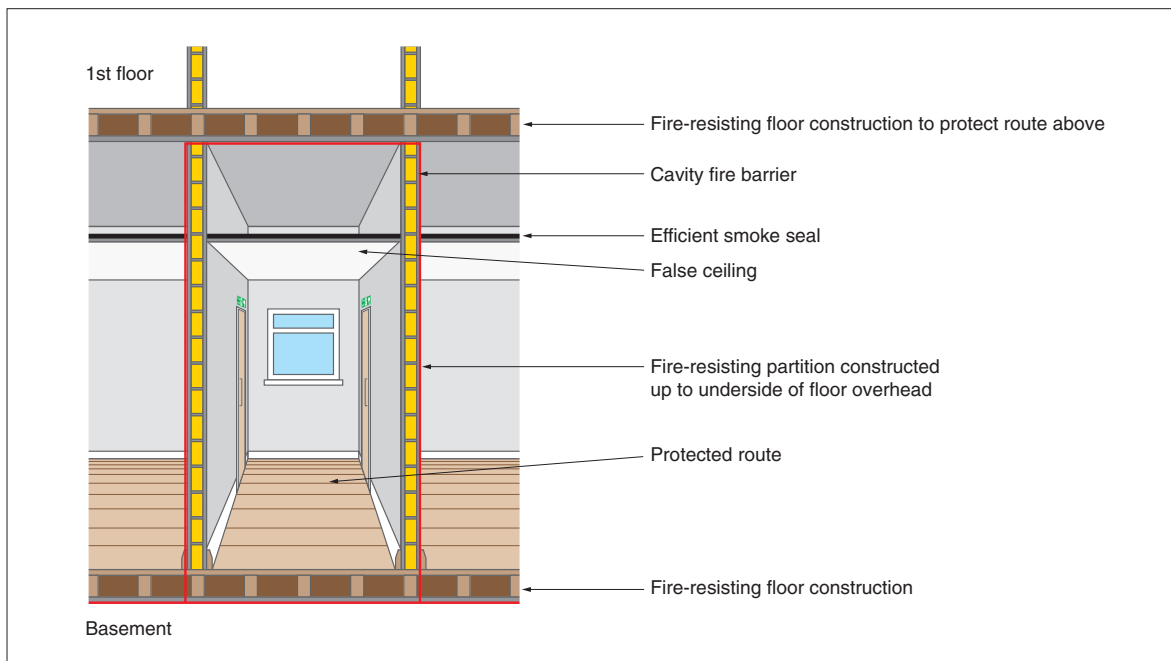 1st floor
Fire-resisting floor construction to protect route above
Cavity fire barrier
Efficient smoke seal
False ceiling
Fire-resisting partition constructed
up to underside of floor overhead
Protected route
Fire-resisting floor construction
Basement